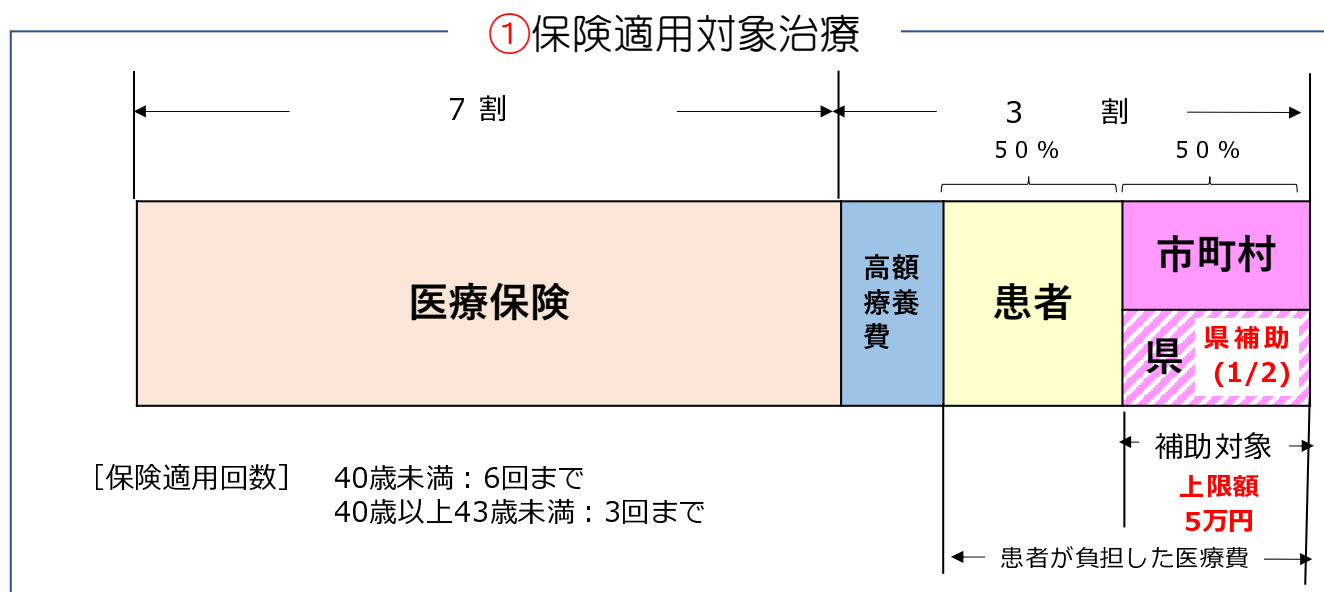 ①保険適用対象治療
7 割
3 割
50%
50%
医療保険
高額
療養
費
患者
市町村
県
県補助
(1/2)
補助対象
上限額
5万円
[保険適用回数] 40歳未満：6回まで
40歳以上43歳未満：3回まで
患者が負担した医療費